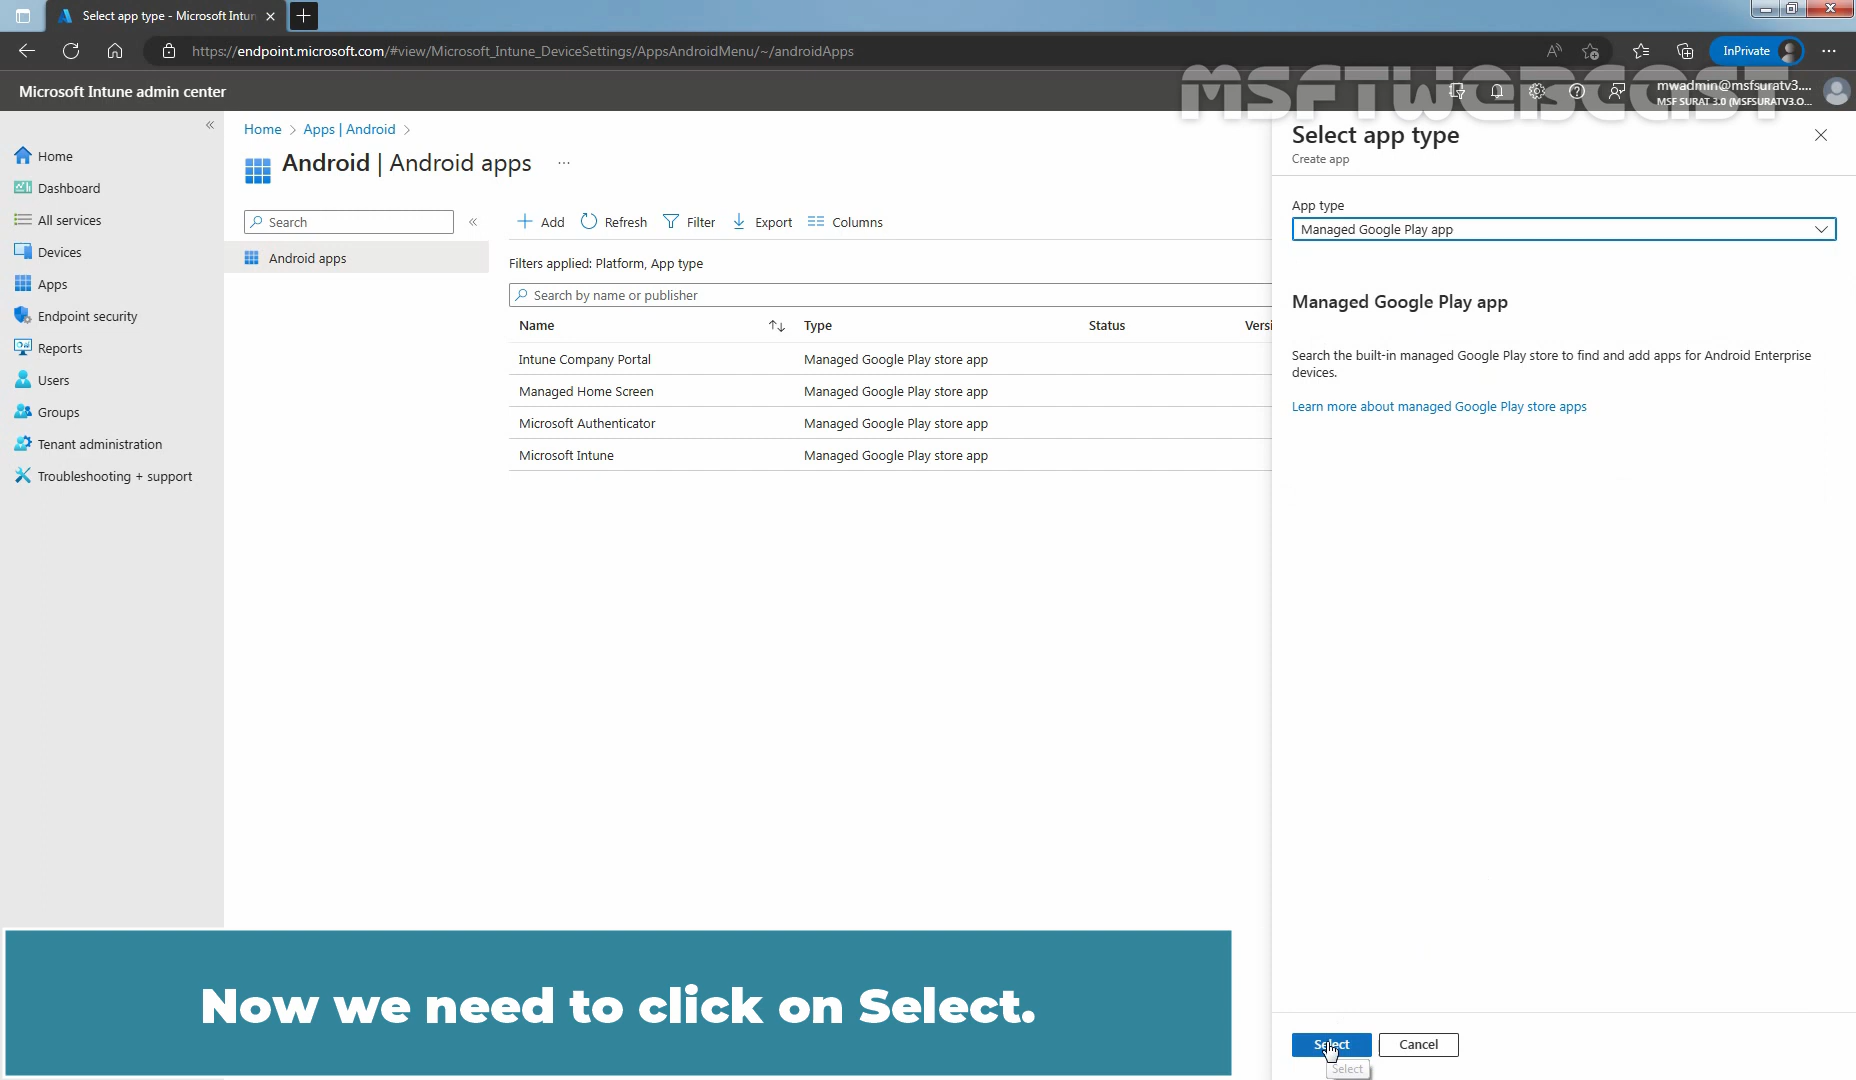 Select app type - Microsoft Intun
https://endpoint.microsoft.com/#view/Microsoft_Intune_DeviceSettings/AppsAndroidMenu/~/androidApps
InPrivate
MSFTWEBCAST
Microsoft Intune admin center
mwadmin@msfsuratv3....
MSF SURAT 3.0 (MSFSURATV3.O...
Home
Dashboard
All services
Devices
Apps
Endpoint security
Reports
Users
Groups
Tenant administration
Troubleshooting + support
Home > Apps | Android >
Android | Android apps ...
Search
Android apps
Add Refresh Filter Export Columns
Filters applied: Platform, App type
Search by name or publisher
Name Type Status Versi
Intune Company Portal Managed Google Play store app
Managed Home Screen Managed Google Play store app
Microsoft Authenticator Managed Google Play store app
Microsoft Intune Managed Google Play store app
Select app type
Create app
App type
Managed Google Play app
Managed Google Play app
Search the built-in managed Google Play store to find and add apps for Android Enterprise
devices.
Learn more about managed Google Play store apps
Select Cancel
Select
Now we need to click on Select.